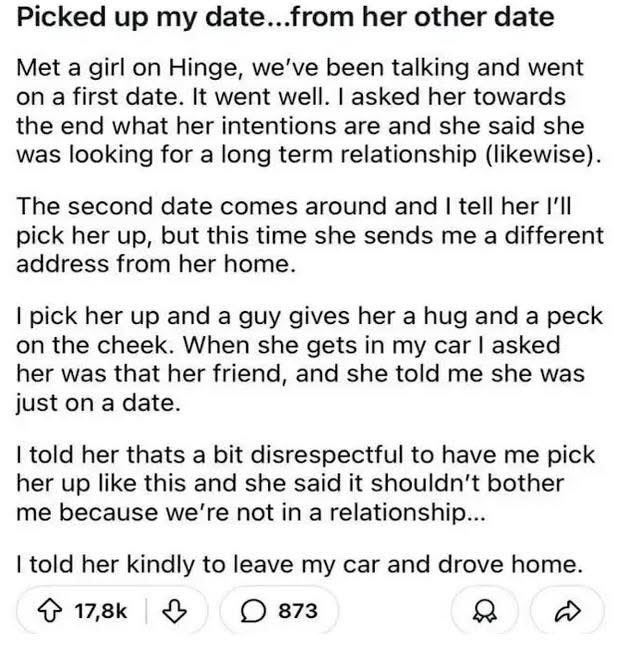 Picked up my date...from her other date
Met a girl on Hinge, we've been talking and went
on a first date. It went well. I asked her towards
the end what her intentions are and she said she
was looking for a long term relationship (likewise).
The second date comes around and I tell her I'll
pick her up, but this time she sends me a different
address from her home.
I pick her up and a guy gives her a hug and a peck
on the cheek. When she gets in my car I asked
her was that her friend, and she told me she was
just on a date.
I told her thats a bit disrespectful to have me pick
her up like this and she said it shouldn't bother
me because we're not in a relationship...
I told her kindly to leave my car and drove home.
17,8k 873